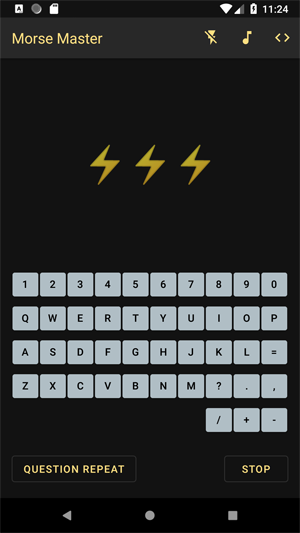 11:24
Morse Master
1 2 3 4 5 6 7 8 9 0
Q W E R T Y U I O P
A S D F G H J K L =
Z X C V B N M ? . ,
/ + -
QUESTION REPEAT STOP